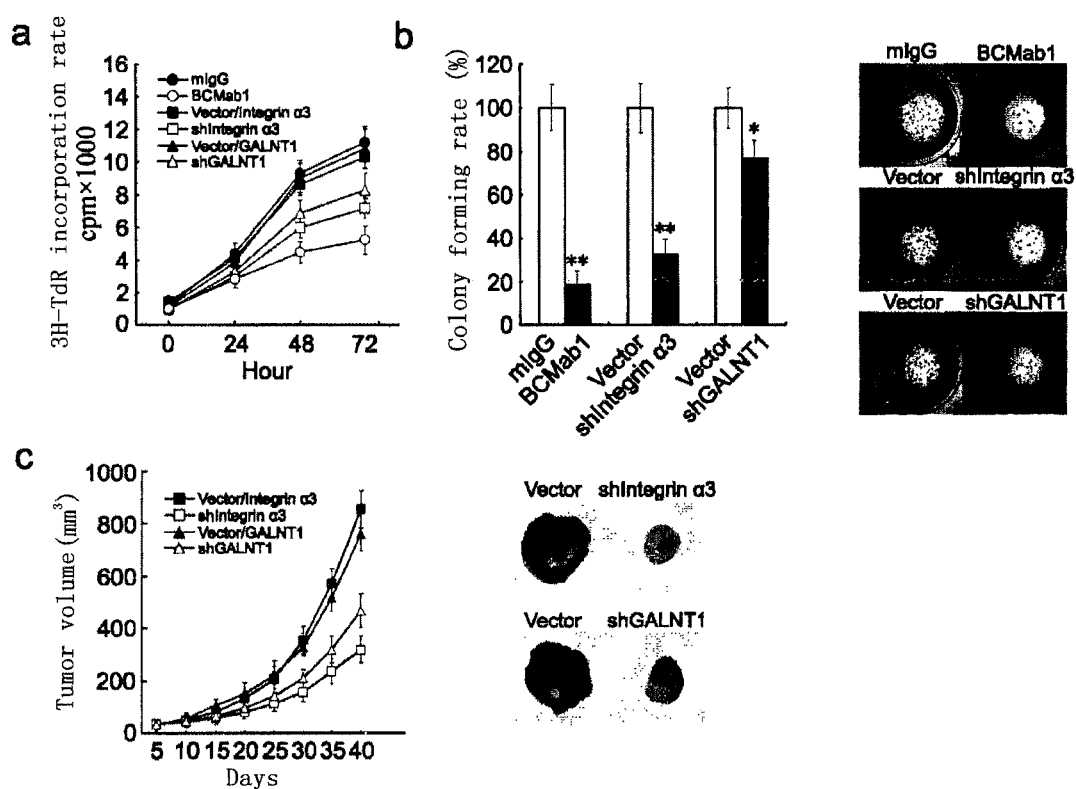 a
3H-TdR incorporation rate
cpm×1000
16
14
12
10
8
6
4
2
0
mIgG
BCMab1
Vector/Integrin α3
shIntegrin α3
Vector/GALNT1
shGALNT1
0 24 48 72
Hour
b
Colony forming rate (%)
120
100
80
60
40
20
0
** ** *
mIgG
BCMab1
Vector
shIntegrin α3
Vector
shGALNT1
mIgG BCMab1
Vector shIntegrin α3
Vector shGALNT1
c
Tumor volume(mm³)
1000
800
600
400
200
0
Vector/Integrin α3
shIntegrin α3
Vector/GALNT1
shGALNT1
5 10 15 20 25 30 35 40
Days
Vector shIntegrin α3
Vector shGALNT1